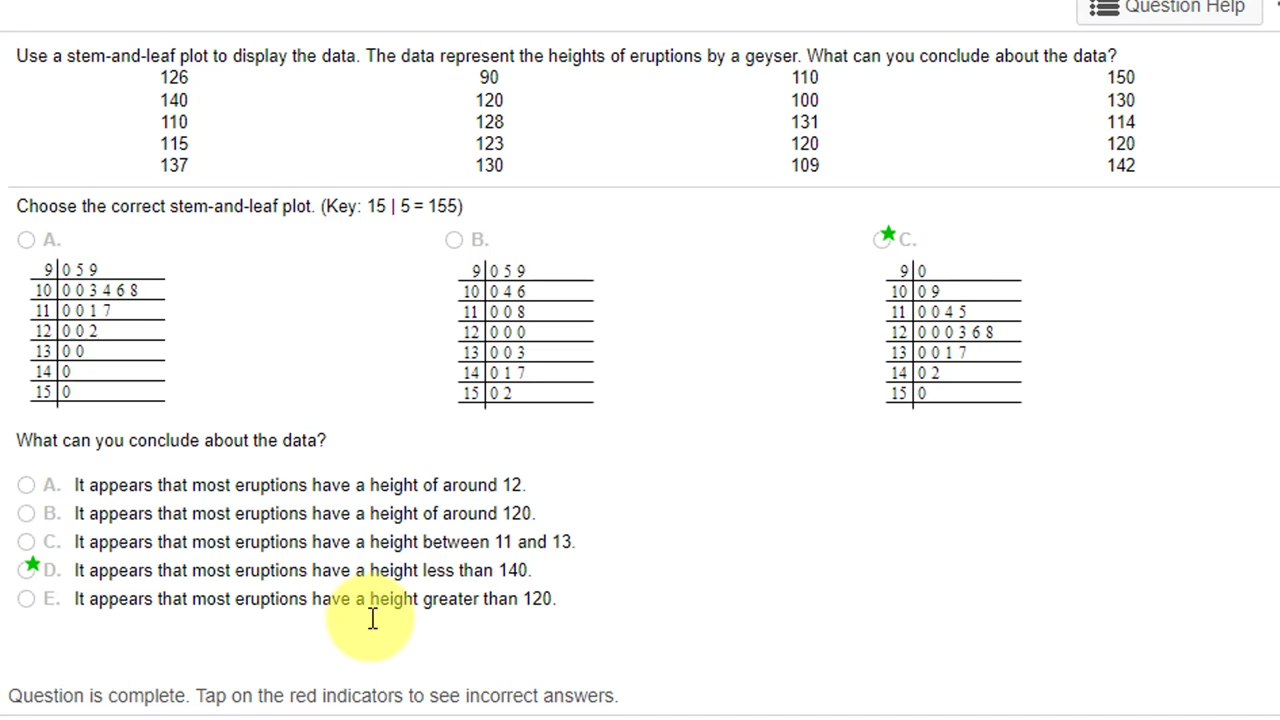 Question Help
Use a stem-and-leaf plot to display the data. The data represent the heights of eruptions by a geyser. What can you conclude about the data?
126 90 110 150
140 120 100 130
110 128 131 114
115 123 120 120
137 130 109 142
Choose the correct stem-and-leaf plot. (Key: 15 | 5 = 155)
A. B. C.
9|0 5 9 9|0 5 9 9|0
10|0 0 3 4 6 8 10|0 4 6 10|0 9
11|0 0 1 7 11|0 0 8 11|0 0 4 5
12|0 0 2 12|0 0 0 12|0 0 0 3 6 8
13|0 0 13|0 0 3 13|0 0 1 7
14|0 14|0 1 7 14|0 2
15|0 15|0 2 15|0
What can you conclude about the data?
A. It appears that most eruptions have a height of around 12.
B. It appears that most eruptions have a height of around 120.
C. It appears that most eruptions have a height between 11 and 13.
D. It appears that most eruptions have a height less than 140.
E. It appears that most eruptions have a height greater than 120.
Question is complete. Tap on the red indicators to see incorrect answers.